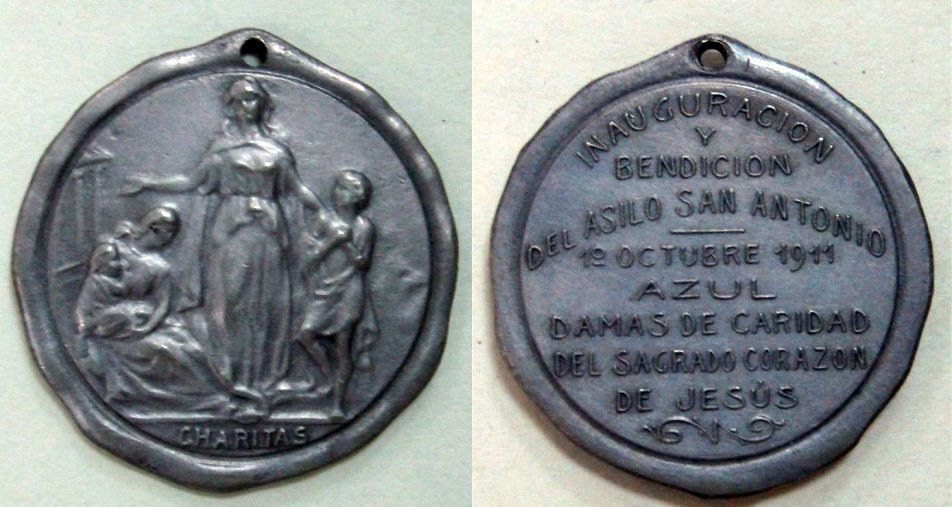 CHARITAS
INAUGURACION
Y
BENDICION
DEL ASILO SAN ANTONIO
1º OCTUBRE 1911
AZUL
DAMAS DE CARIDAD
DEL SAGRADO CORAZON
DE JESÚS